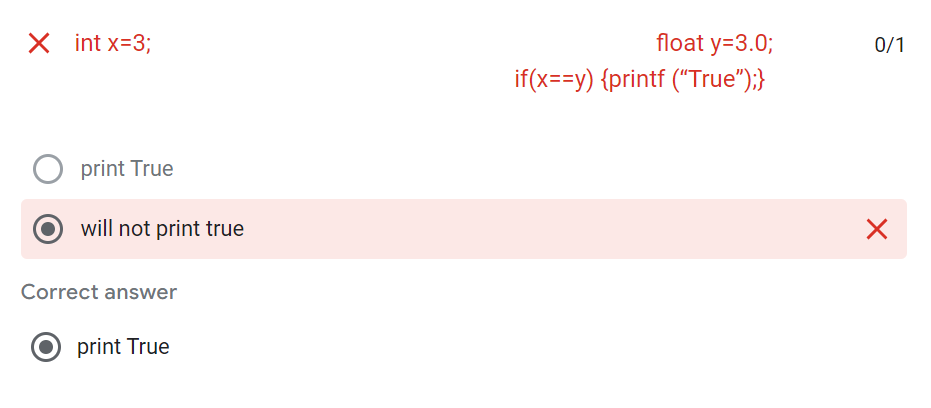 int x=3; float y=3.0; 0/1
if(x==y) {printf (“True”);}
print True
will not print true
Correct answer
print True